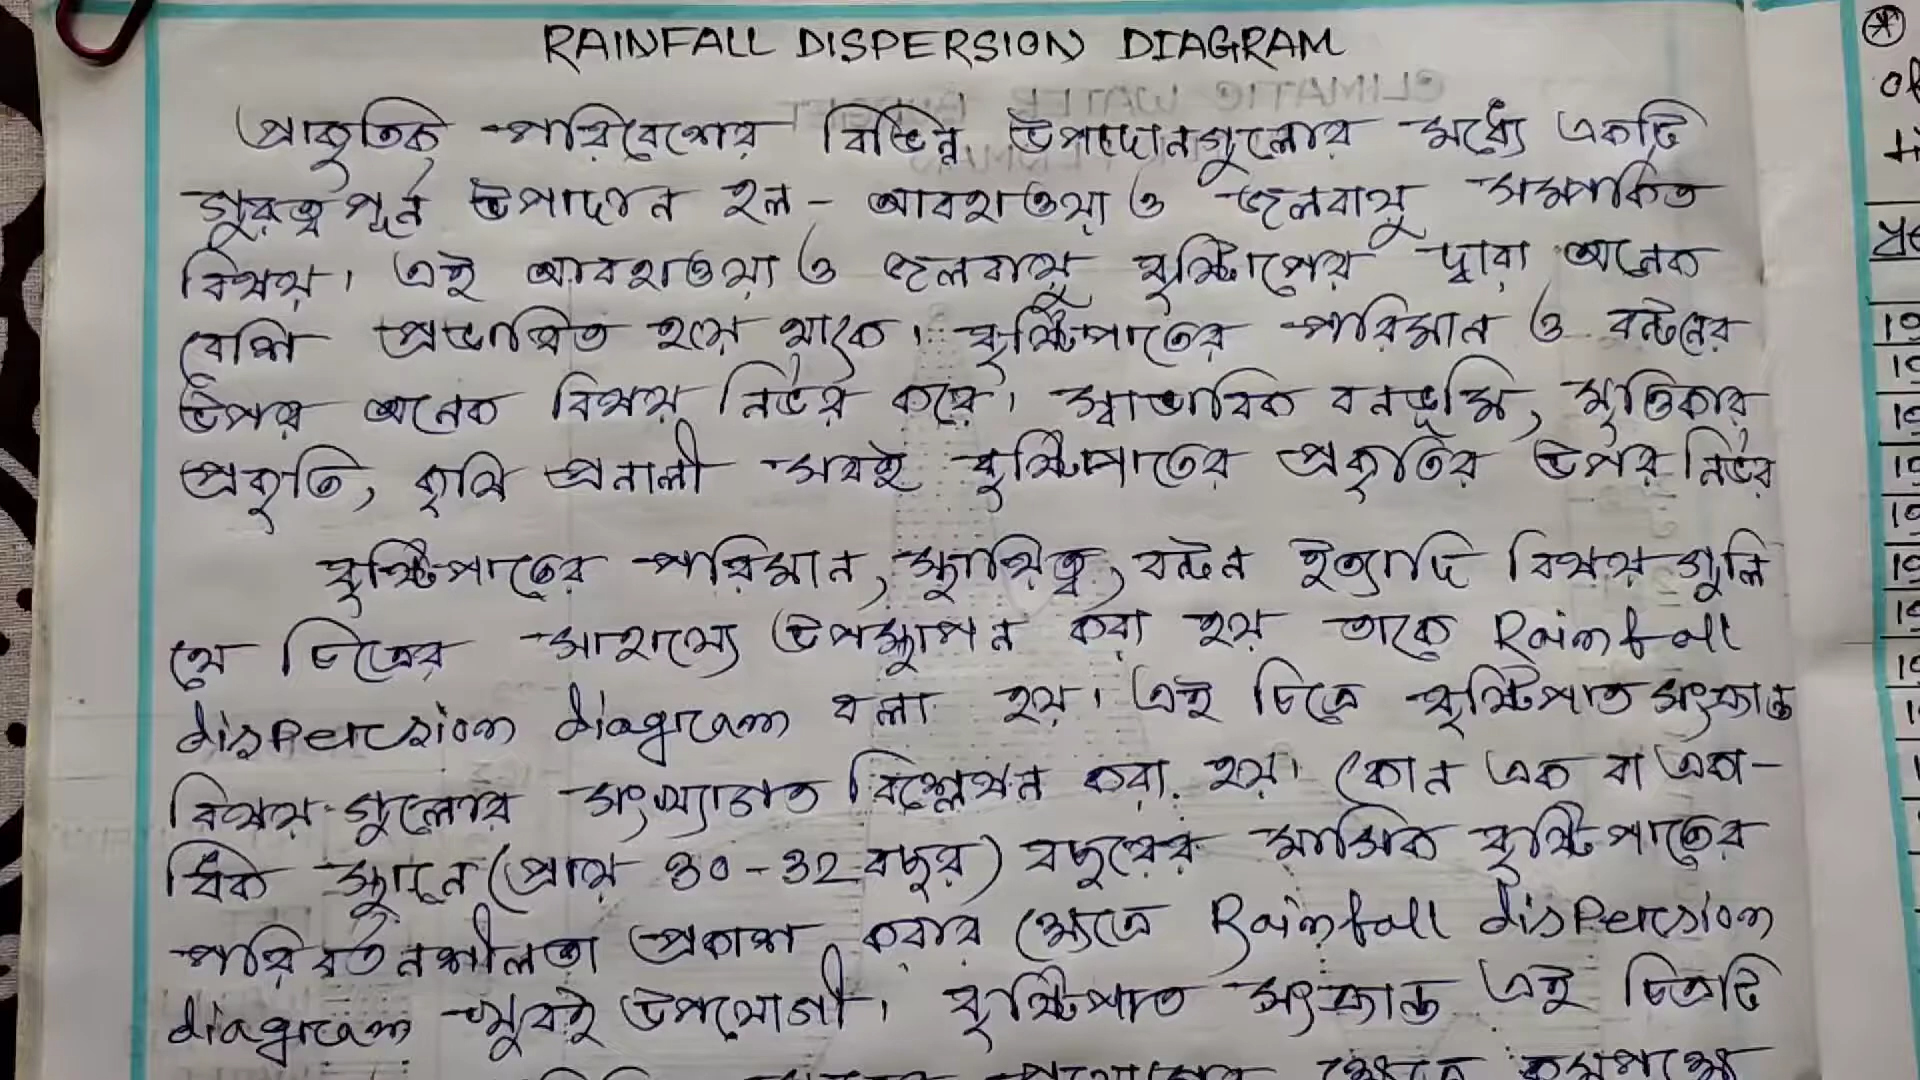 RAINFALL DISPERSION DIAGRAM
প্রাকৃতিক পরিবেশের বিভিন্ন উপাদানগুলোর মধ্যে একটি
গুরুত্বপূর্ন উপাদান হল - আবহাওয়া ও জলবায়ু সম্পর্কিত
বিষয়। এই আবহাওয়া ও জলবায়ু দ্বারা অনেক
বেশি প্রভাবিত হয়ে থাকে। বৃষ্টিপাতের পরিমান ও বন্টনের
উপর অনেক বিষয় নির্ভর করে। স্বাভাবিক বনভূমি, মৃত্তিকার
প্রকৃতি, কৃষি প্রনালী সবই বৃষ্টিপাতের প্রকৃতির উপর নির্ভর
বৃষ্টিপাতের পরিমান, স্থায়িত্ব, বন্টন ইত্যাদি বিষয় গুলি
যে চিত্রের সাহায্যে উপস্থাপন করা হয় তাকে Rainfall
dispersion diagram বলা হয়। এই চিত্রে বৃষ্টিপাত সংক্রান্ত
বিষয় গুলোর সংখ্যাগত বিশ্লেষন করা হয়। কোন এক বা একা-
ধিক স্থানে (প্রায় 30-32 বছর) বছরের মাসিক বৃষ্টিপাতের
পরিবর্তনশীলতা প্রকাশ করার ক্ষেত্রে Rainfall dispersion
diagram খুবই উপযোগী। বৃষ্টিপাত সংক্রান্ত এই চিত্রটি